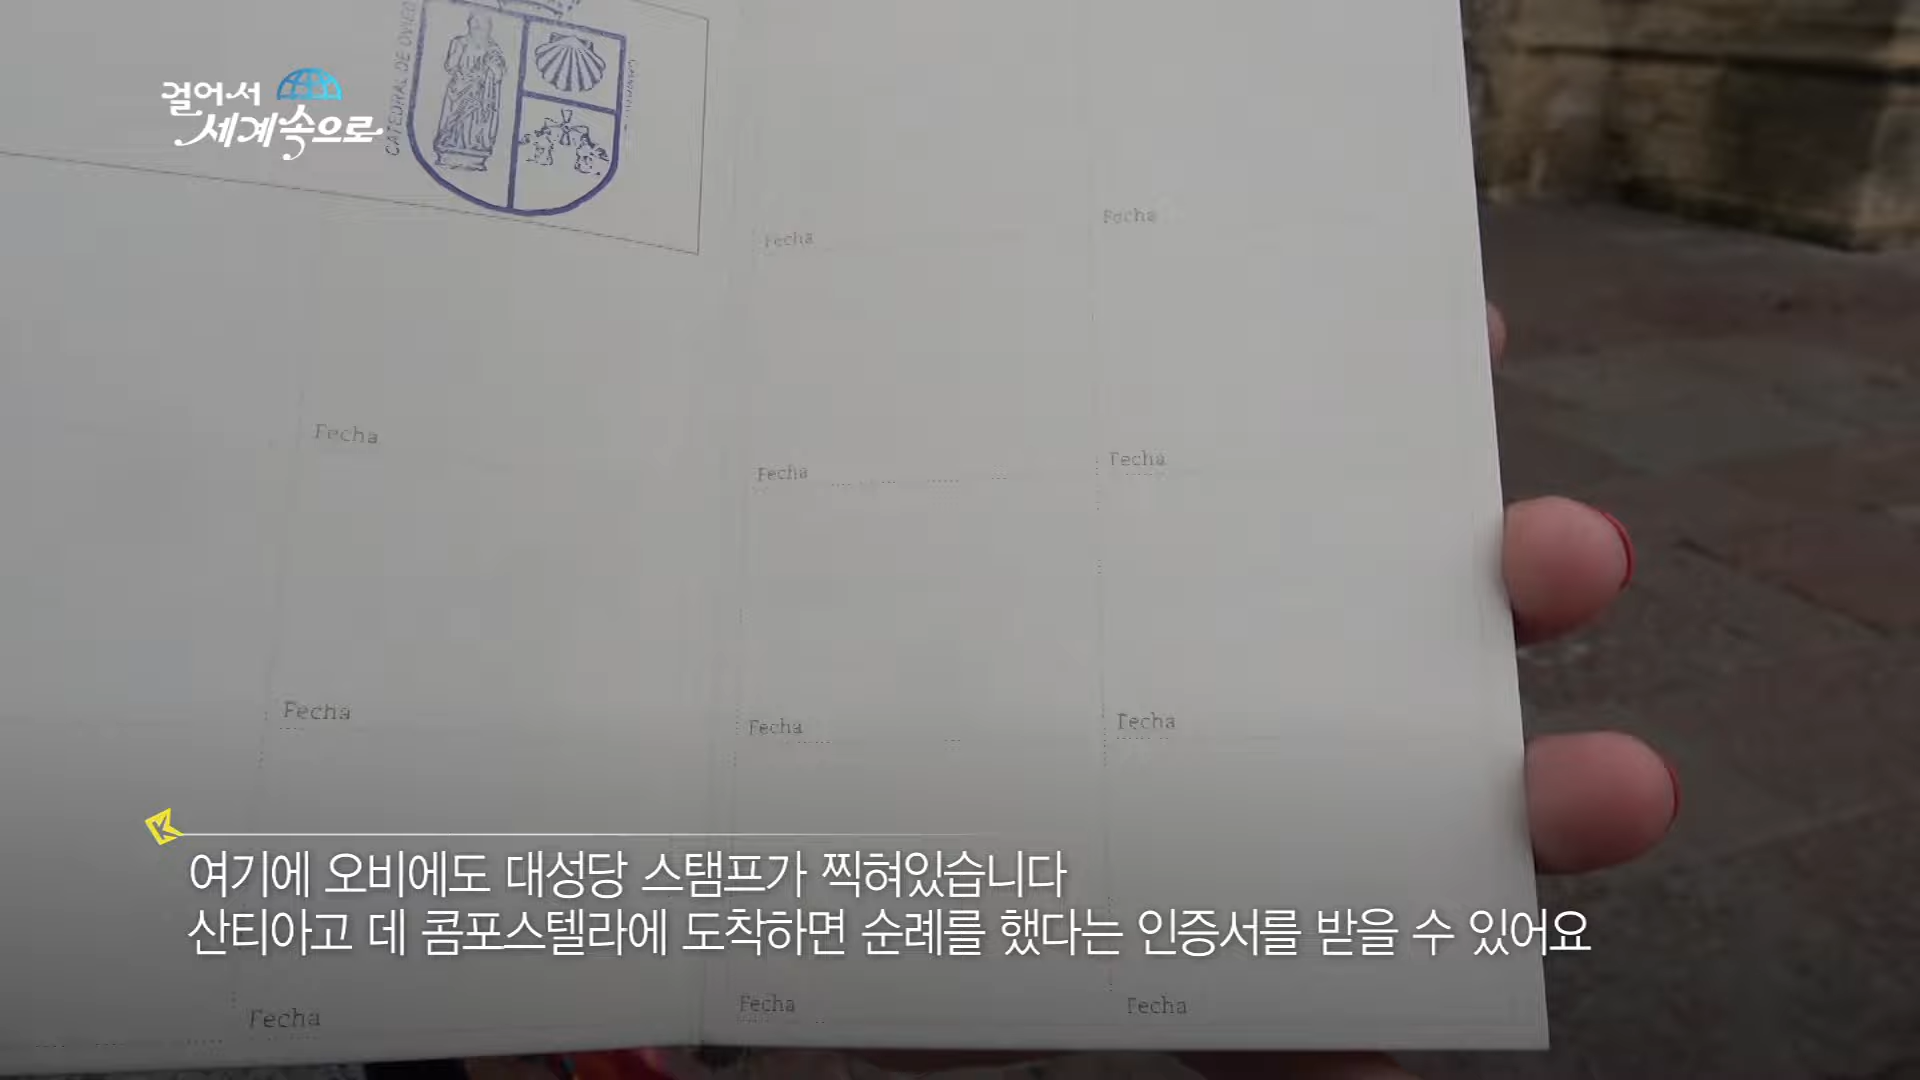 걸어서
세계속으로
CATEDRAL DE OVIEDO
Fecha
Fecha
Fecha
Fecha
Fecha
Fecha
Fecha
Fecha
여기에 오비에도 대성당 스탬프가 찍혀있습니다
산티아고 데 콤포스텔라에 도착하면 순례를 했다는 인증서를 받을 수 있어요
Fecha
Fecha
Fecha